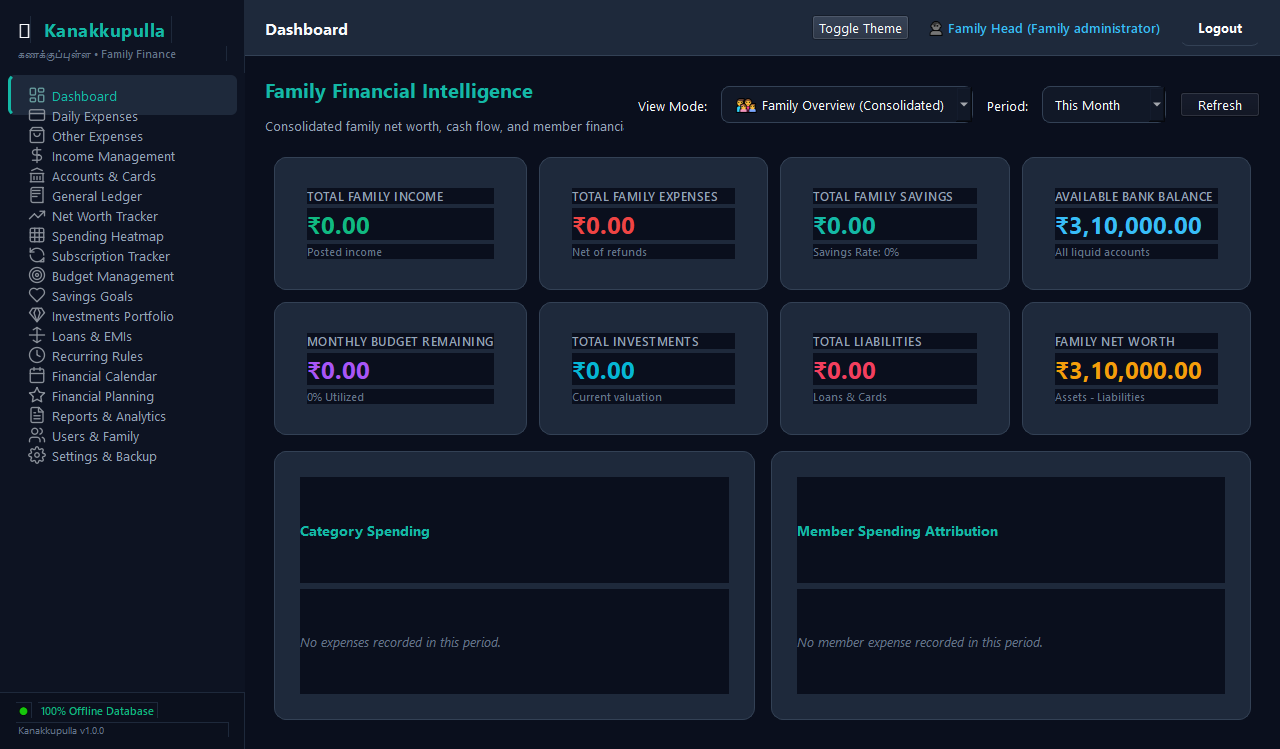 Kanakkupulla
கணக்குப்புள்ள • Family Finance
Dashboard
Daily Expenses
Other Expenses
Income Management
Accounts & Cards
General Ledger
Net Worth Tracker
Spending Heatmap
Subscription Tracker
Budget Management
Savings Goals
Investments Portfolio
Loans & EMIs
Recurring Rules
Financial Calendar
Financial Planning
Reports & Analytics
Users & Family
Settings & Backup
100% Offline Database
Kanakkupulla v1.0.0
Dashboard
Toggle Theme
Family Head (Family administrator)
Logout
Family Financial Intelligence
Consolidated family net worth, cash flow, and member financi
View Mode:
Family Overview (Consolidated)
Period:
This Month
Refresh
TOTAL FAMILY INCOME
₹0.00
Posted income
TOTAL FAMILY EXPENSES
₹0.00
Net of refunds
TOTAL FAMILY SAVINGS
₹0.00
Savings Rate: 0%
AVAILABLE BANK BALANCE
₹3,10,000.00
All liquid accounts
MONTHLY BUDGET REMAINING
₹0.00
0% Utilized
TOTAL INVESTMENTS
₹0.00
Current valuation
TOTAL LIABILITIES
₹0.00
Loans & Cards
FAMILY NET WORTH
₹3,10,000.00
Assets - Liabilities
Category Spending
No expenses recorded in this period.
Member Spending Attribution
No member expense recorded in this period.